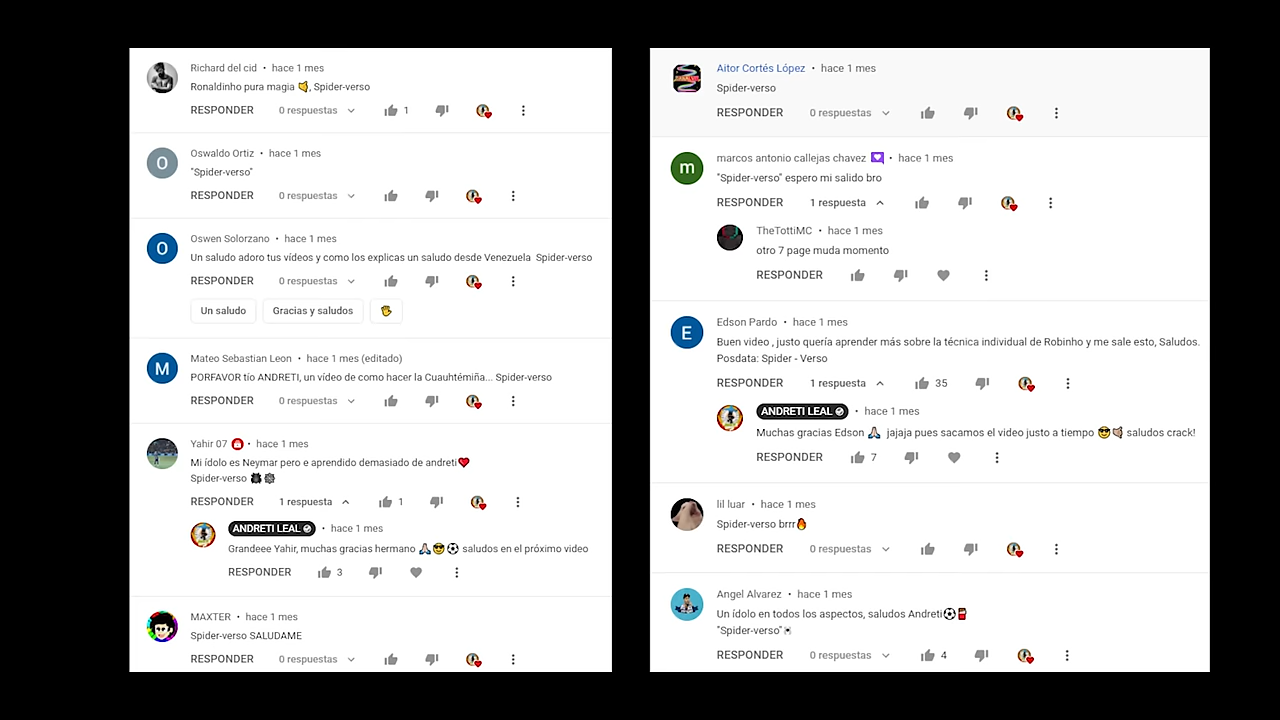 Richard del cid • hace 1 mes
Ronaldinho pura magia 🤙, Spider-verso
RESPONDER 0 respuestas 1
O
Oswaldo Ortiz • hace 1 mes
"Spider-verso"
RESPONDER 0 respuestas
O
Oswen Solorzano • hace 1 mes
Un saludo adoro tus vídeos y como los explicas un saludo desde Venezuela Spider-verso
RESPONDER 0 respuestas
Un saludo Gracias y saludos 👋
M
Mateo Sebastian Leon • hace 1 mes (editado)
PORFAVOR tío ANDRETI, un vídeo de como hacer la Cuauhtémiña... Spider-verso
RESPONDER 0 respuestas
Yahir 07 • hace 1 mes
Mi ídolo es Neymar pero e aprendido demasiado de andreti❤️
Spider-verso 🕷🕸
RESPONDER 1 respuesta 1
ANDRETI LEAL • hace 1 mes
Grandeee Yahir, muchas gracias hermano 🙏🏻😎⚽ saludos en el próximo video
RESPONDER 3
MAXTER • hace 1 mes
Spider-verso SALUDAME
RESPONDER 0 respuestas
Aitor Cortés López • hace 1 mes
Spider-verso
RESPONDER 0 respuestas
m
marcos antonio callejas chavez • hace 1 mes
"Spider-verso" espero mi salido bro
RESPONDER 1 respuesta
TheTottiMC • hace 1 mes
otro 7 page muda momento
RESPONDER
E
Edson Pardo • hace 1 mes
Buen video , justo quería aprender más sobre la técnica individual de Robinho y me sale esto, Saludos.
Posdata: Spider - Verso
RESPONDER 1 respuesta 35
ANDRETI LEAL • hace 1 mes
Muchas gracias Edson 🙏🏻 jajaja pues sacamos el video justo a tiempo 😎🤙🏼 saludos crack!
RESPONDER 7
lil luar • hace 1 mes
Spider-verso brrr🔥
RESPONDER 0 respuestas
Angel Alvarez • hace 1 mes
Un ídolo en todos los aspectos, saludos Andreti⚽
"Spider-verso"
RESPONDER 0 respuestas 4